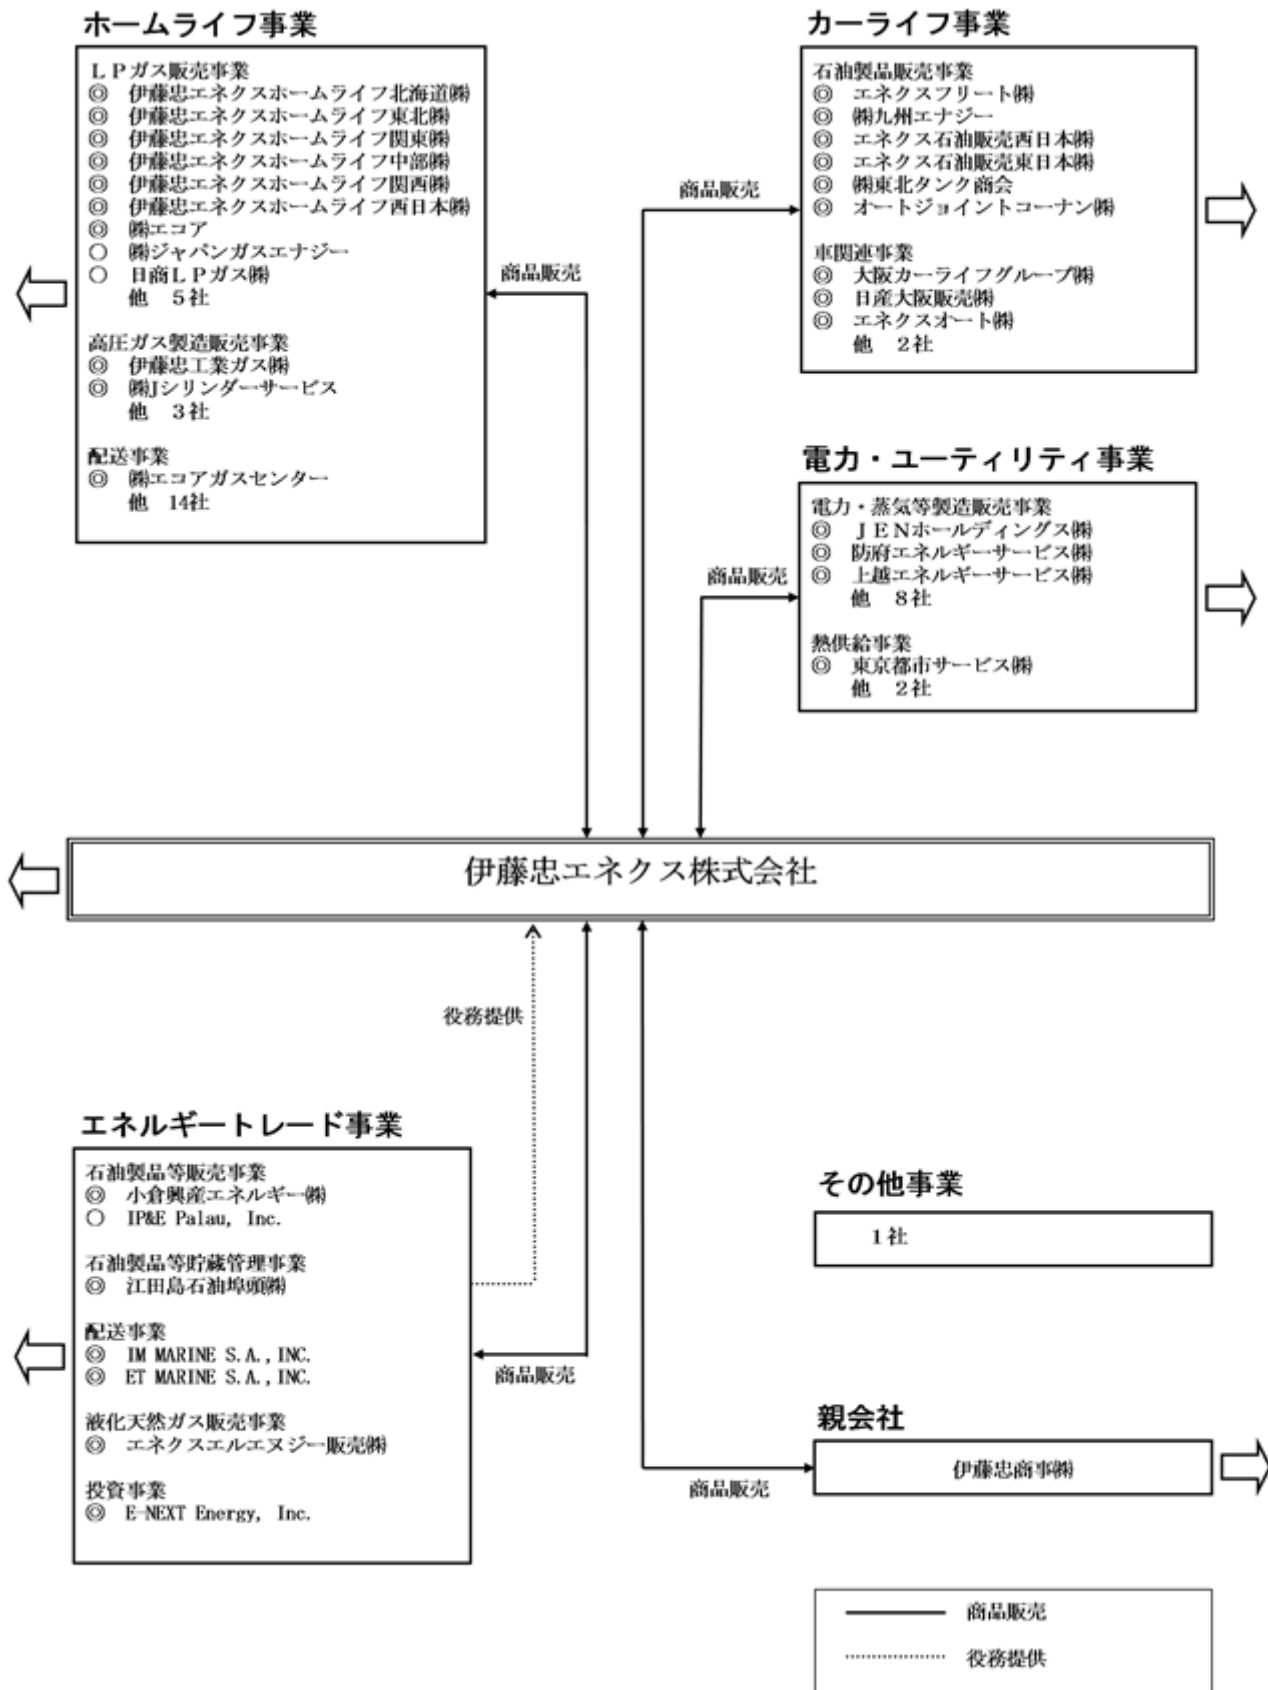 ホームライフ事業
ＬＰガス販売事業
◎ 伊藤忠エネクスホームライフ北海道㈱
◎ 伊藤忠エネクスホームライフ東北㈱
◎ 伊藤忠エネクスホームライフ関東㈱
◎ 伊藤忠エネクスホームライフ中部㈱
◎ 伊藤忠エネクスホームライフ関西㈱
◎ 伊藤忠エネクスホームライフ西日本㈱
◎ ㈱エコア
○ ㈱ジャパンガスエナジー
○ 日商ＬＰガス㈱
他 5社
高圧ガス製造販売事業
◎ 伊藤忠工業ガス㈱
◎ ㈱Jシリンダーサービス
他 3社
配送事業
◎ ㈱エコアガスセンター
他 14社
商品販売
カーライフ事業
石油製品販売事業
◎ エネクスフリート㈱
◎ ㈱九州エナジー
◎ エネクス石油販売西日本㈱
◎ エネクス石油販売東日本㈱
◎ ㈱東北タンク商会
◎ オートジョイントコーナン㈱
車関連事業
◎ 大阪カーライフグループ㈱
◎ 日産大阪販売㈱
◎ エネクスオート㈱
他 2社
商品販売
電力・ユーティリティ事業
電力・蒸気等製造販売事業
◎ ＪＥＮホールディングス㈱
◎ 防府エネルギーサービス㈱
◎ 上越エネルギーサービス㈱
他 8社
熱供給事業
◎ 東京都市サービス㈱
他 2社
商品販売
伊藤忠エネクス株式会社
役務提供
エネルギートレード事業
石油製品等販売事業
◎ 小倉興産エネルギー㈱
○ IP&E Palau, Inc.
石油製品等貯蔵管理事業
◎ 江田島石油埠頭㈱
配送事業
◎ IM MARINE S.A.,INC.
◎ ET MARINE S.A.,INC.
液化天然ガス販売事業
◎ エネクスエルエヌジー販売㈱
投資事業
◎ E-NEXT Energy, Inc.
商品販売
その他事業
1社
親会社
伊藤忠商事㈱
商品販売
商品販売
役務提供